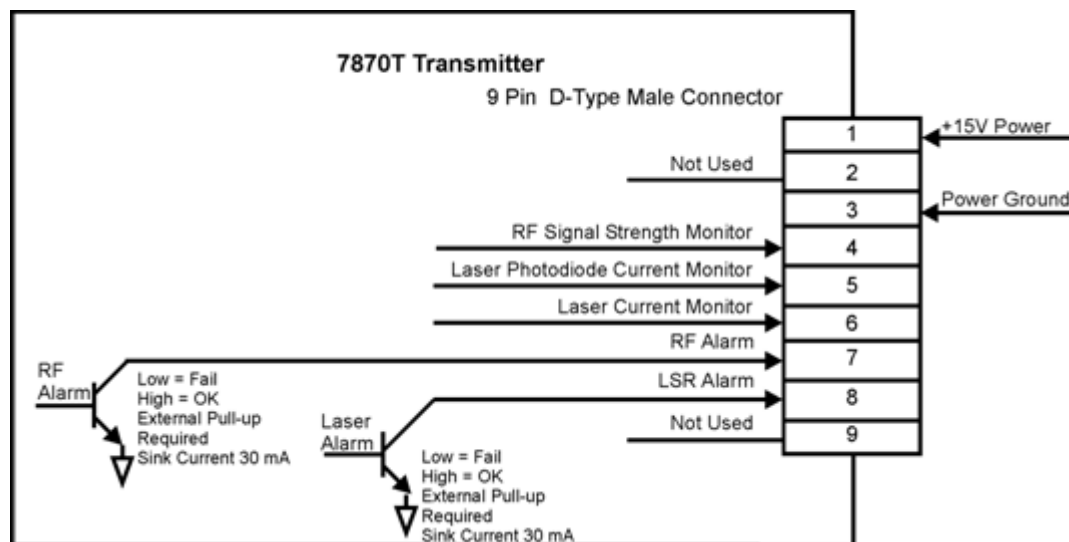 7870T Transmitter
9 Pin D-Type Male Connector
1
+15V Power
Not Used
2
3
Power Ground
RF Signal Strength Monitor
4
Laser Photodiode Current Monitor
5
Laser Current Monitor
6
RF Alarm
7
LSR Alarm
8
Not Used
9
RF
Alarm
Low = Fail
High = OK
External Pull-up
Required
Sink Current 30 mA
Laser
Alarm
Low = Fail
High = OK
External Pull-up
Required
Sink Current 30 mA